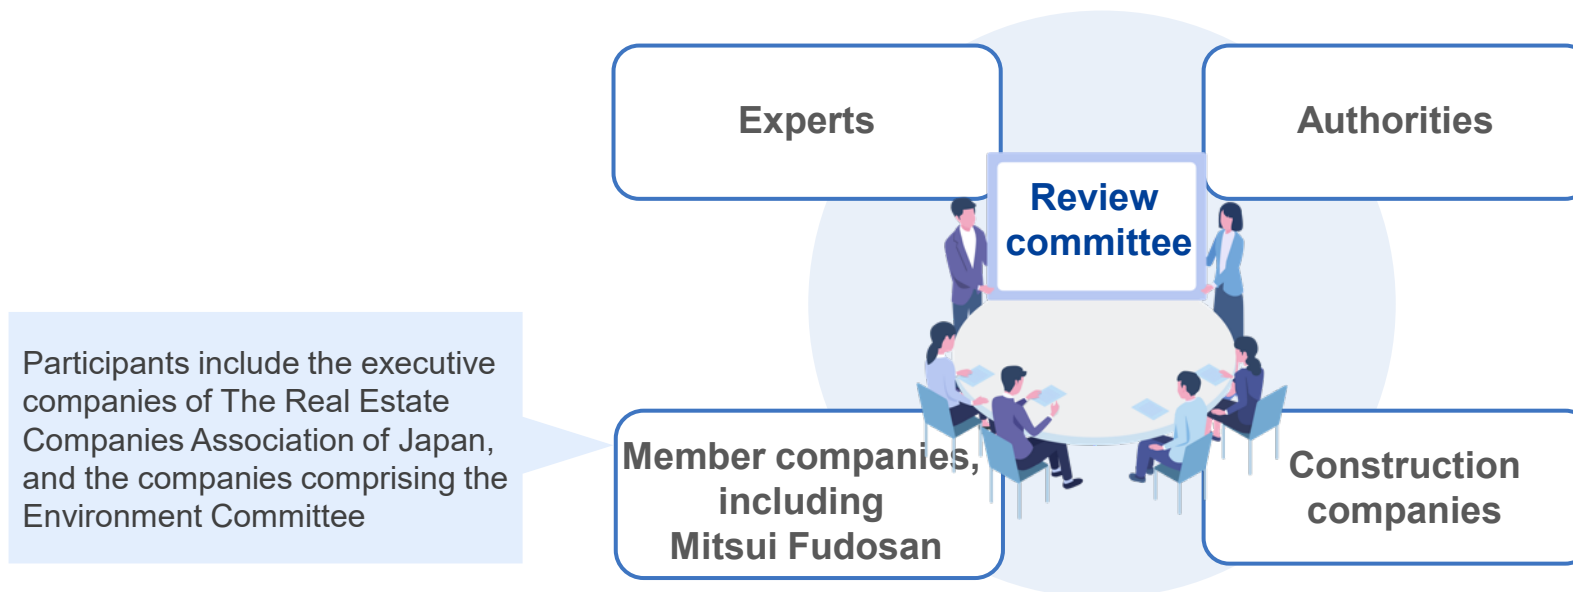 Experts
Authorities
Review
committee
Participants include the executive
companies of The Real Estate
Companies Association of Japan,
and the companies comprising the
Environment Committee
Member companies,
including
Mitsui Fudosan
Construction
companies